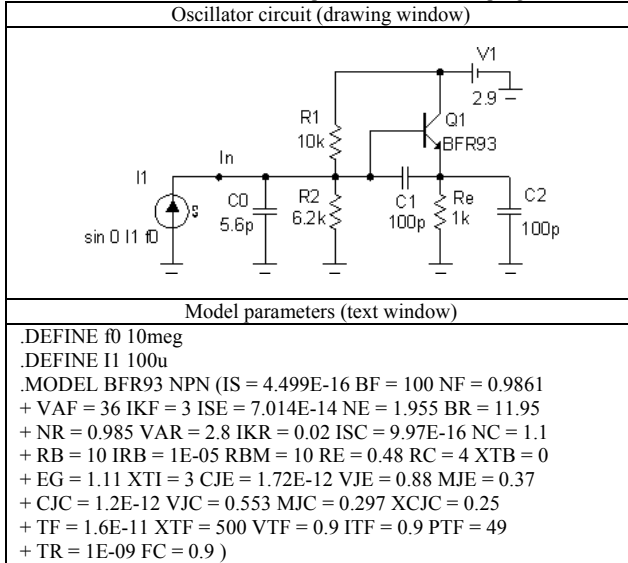 Oscillator circuit (drawing window)
V1
2.9
R1
10k
Q1
BFR93
In
I1
C0
5.6p
R2
6.2k
C1
100p
Re
1k
C2
100p
s
sin 0 I1 f0
Model parameters (text window)
.DEFINE f0 10meg
.DEFINE I1 100u
.MODEL BFR93 NPN (IS = 4.499E-16 BF = 100 NF = 0.9861
+ VAF = 36 IKF = 3 ISE = 7.014E-14 NE = 1.955 BR = 11.95
+ NR = 0.985 VAR = 2.8 IKR = 0.02 ISC = 9.97E-16 NC = 1.1
+ RB = 10 IRB = 1E-05 RBM = 10 RE = 0.48 RC = 4 XTB = 0
+ EG = 1.11 XTI = 3 CJE = 1.72E-12 VJE = 0.88 MJE = 0.37
+ CJC = 1.2E-12 VJC = 0.553 MJC = 0.297 XCJC = 0.25
+ TF = 1.6E-11 XTF = 500 VTF = 0.9 ITF = 0.9 PTF = 49
+ TR = 1E-09 FC = 0.9 )